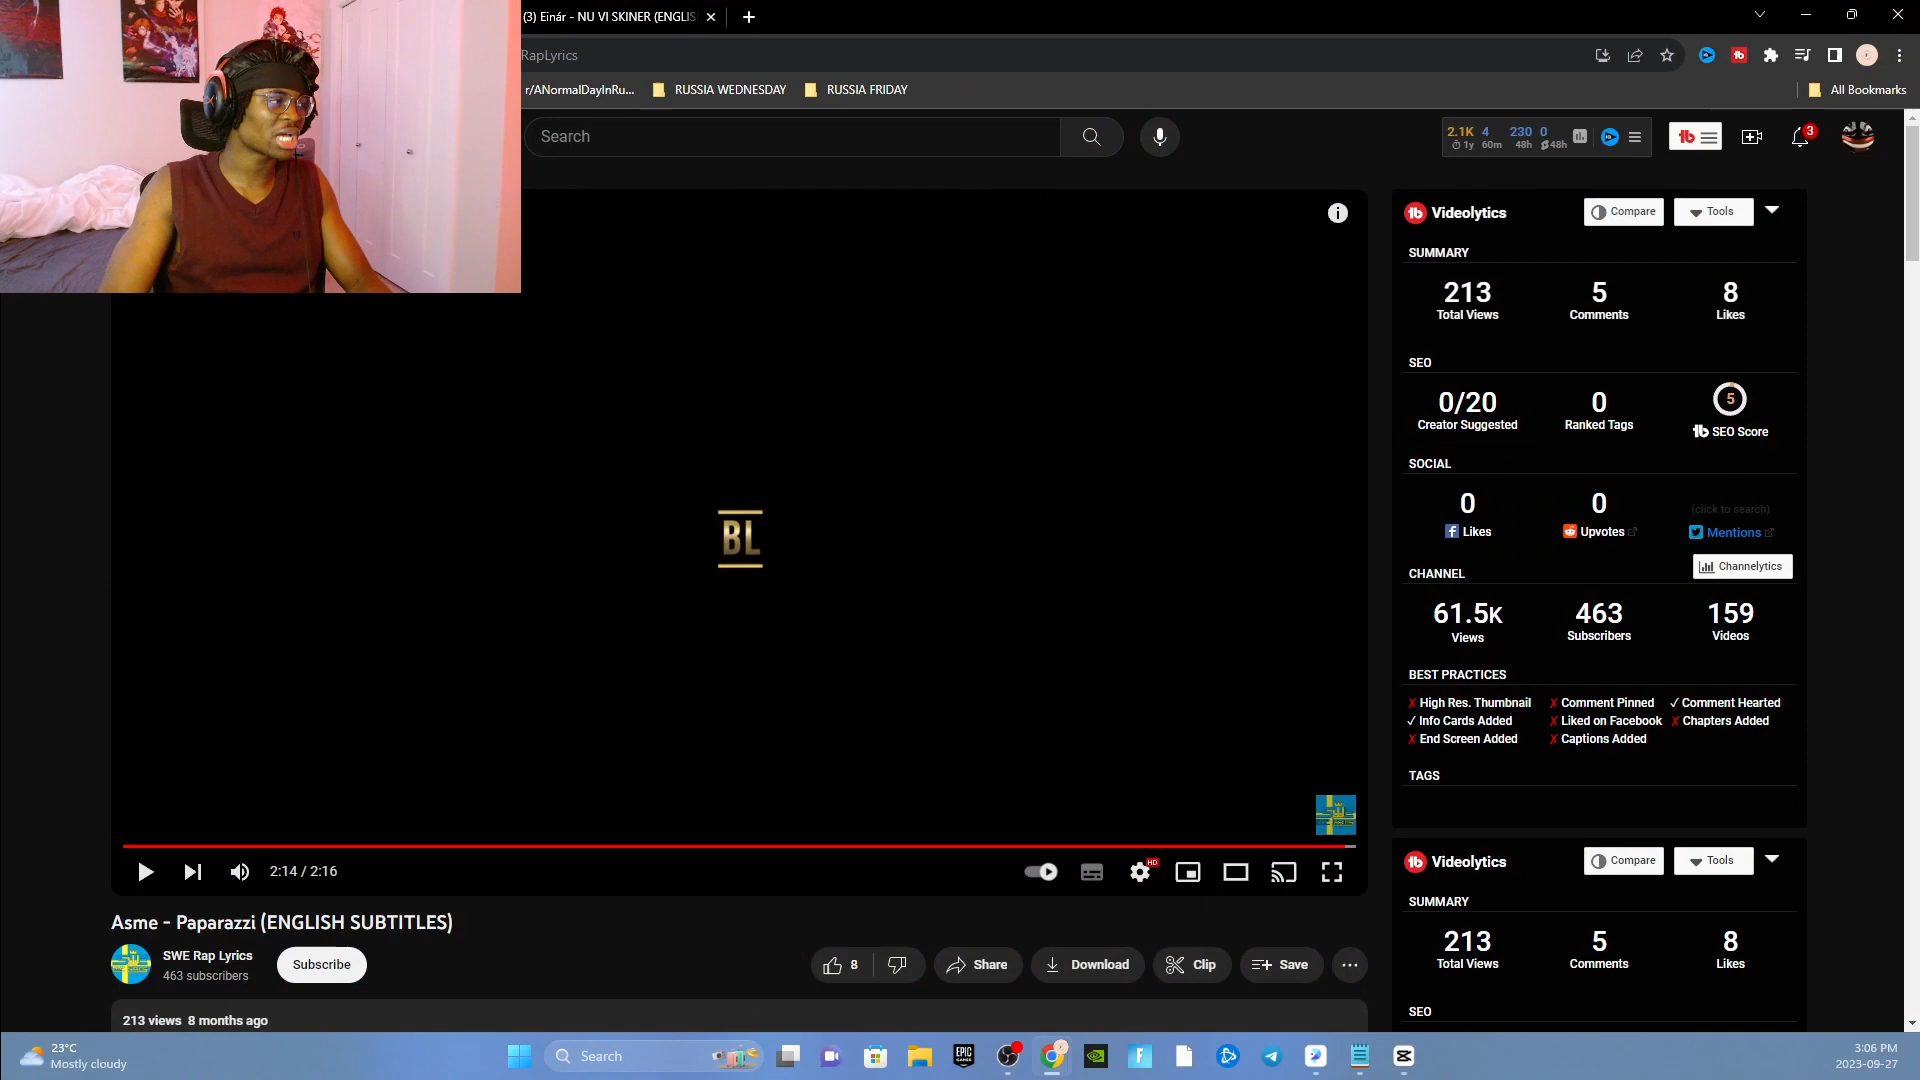 (3) Einár - NU VI SKINER (ENGLIS
RapLyrics
r/ANormalDayInRu...
RUSSIA WEDNESDAY
RUSSIA FRIDAY
All Bookmarks
Search
2.1K 4 230 0
1y 60m 48h 48h
3
Videolytics
Compare
Tools
SUMMARY
213
5
8
Total Views
Comments
Likes
SEO
0/20
0
5
Creator Suggested
Ranked Tags
SEO Score
SOCIAL
0
0
(click to search)
Likes
Upvotes
Mentions
CHANNEL
Channelytics
61.5K
463
159
Views
Subscribers
Videos
BEST PRACTICES
✗ High Res. Thumbnail ✗ Comment Pinned ✓ Comment Hearted
✓ Info Cards Added ✗ Liked on Facebook ✗ Chapters Added
✗ End Screen Added ✗ Captions Added
TAGS
BL
2:14 / 2:16
HD
Asme - Paparazzi (ENGLISH SUBTITLES)
SWE Rap Lyrics
463 subscribers
Subscribe
8
Share
Download
Clip
Save
213 views 8 months ago
Videolytics
Compare
Tools
SUMMARY
213
5
8
Total Views
Comments
Likes
SEO
23°C
Mostly cloudy
Search
EPIC
GAMES
3:06 PM
2023-09-27